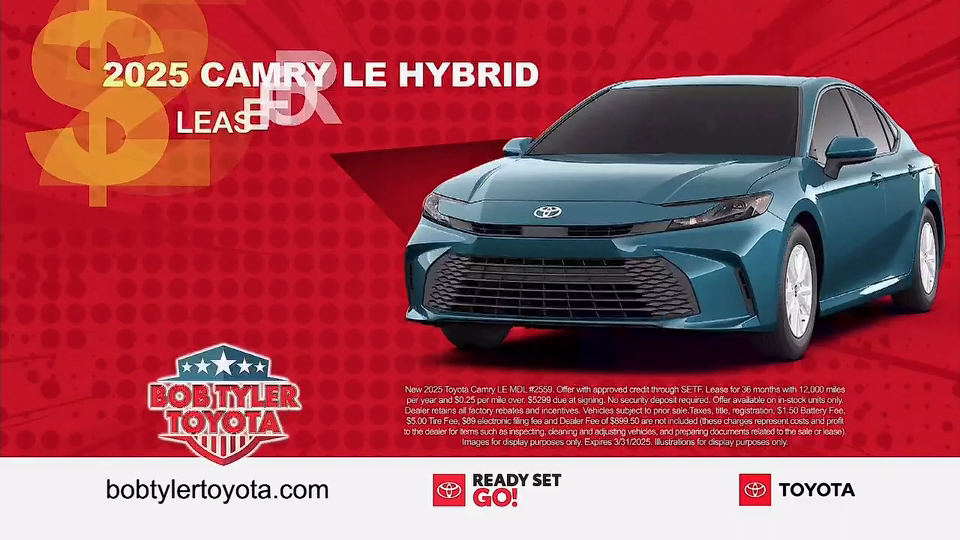 2025 CAMRY LE HYBRID
LEASE FOR
$
BOB TYLER
TOYOTA
New 2025 Toyota Camry LE MDL #2559. Offer with approved credit through SETF. Lease for 36 months with 12,000 miles
per year and $0.25 per mile over. $5299 due at signing. No security deposit required. Offer available on in-stock units only.
Dealer retains all factory rebates and incentives. Vehicles subject to prior sale.Taxes, title, registration, $1.50 Battery Fee,
$5.00 Tire Fee, $89 electronic filing fee and Dealer Fee of $899.50 are not included (these charges represent costs and profit
to the dealer for items such as inspecting, cleaning and adjusting vehicles, and preparing documents related to the sale or lease).
Images for display purposes only. Expires 3/31/2025. Illustrations for display purposes only.
bobtylertoyota.com
READY SET
GO!
TOYOTA